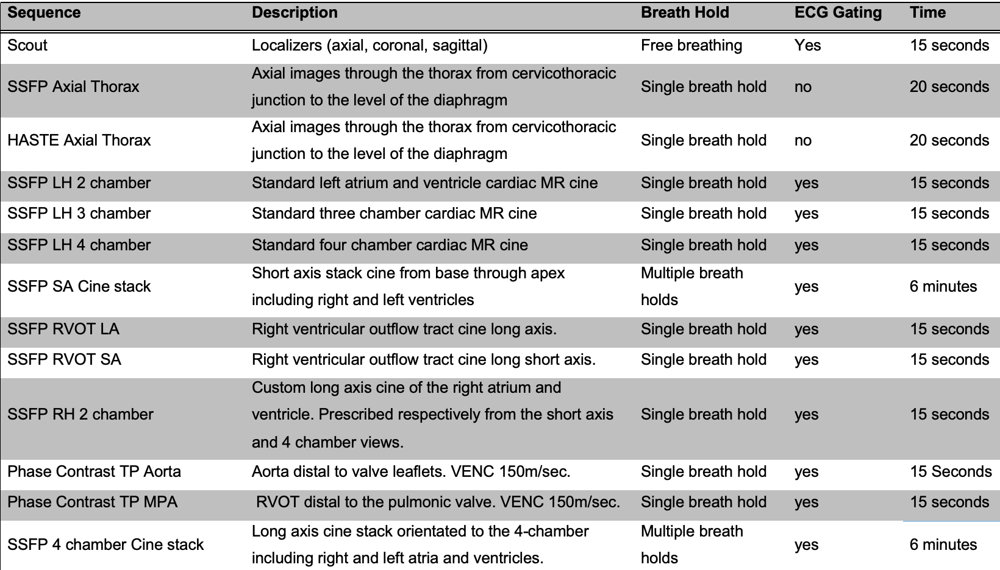 Sequence Description Breath Hold ECG Gating Time
Scout Localizers (axial, coronal, sagittal) Free breathing Yes 15 seconds
Axial images through the thorax from cervicothoracic
SSFP Axial Thorax Single breath hold no 20 seconds
junction to the level of the diaphragm
Axial images through the thorax from cervicothoracic
HASTE Axial Thorax Single breath hold no 20 seconds
junction to the level of the diaphragm
SSFP LH 2 chamber Standard left atrium and ventricle cardiac MR cine Single breath hold yes 15 seconds
SSFP LH 3 chamber Standard three chamber cardiac MR cine Single breath hold yes 15 seconds
SSFP LH 4 chamber Standard four chamber cardiac MR cine Single breath hold yes 15 seconds
Short axis stack cine from base through apex Multiple breath
SSFP SA Cine stack yes 6 minutes
including right and left ventricles holds
SSFP RVOT LA Right ventricular outflow tract cine long axis. Single breath hold yes 15 seconds
SSFP RVOT SA Right ventricular outflow tract cine long short axis. Single breath hold yes 15 seconds
Custom long axis cine of the right atrium and
SSFP RH 2 chamber ventricle. Prescribed respectively from the short axis Single breath hold yes 15 seconds
and 4 chamber views.
Phase Contrast TP Aorta Aorta distal to valve leaflets. VENC 150m/sec. Single breath hold yes 15 Seconds
Phase Contrast TP MPA RVOT distal to the pulmonic valve. VENC 150m/sec. Single breath hold yes 15 seconds
Long axis cine stack orientated to the 4-chamber Multiple breath
SSFP 4 chamber Cine stack yes 6 minutes
including right and left atria and ventricles. holds